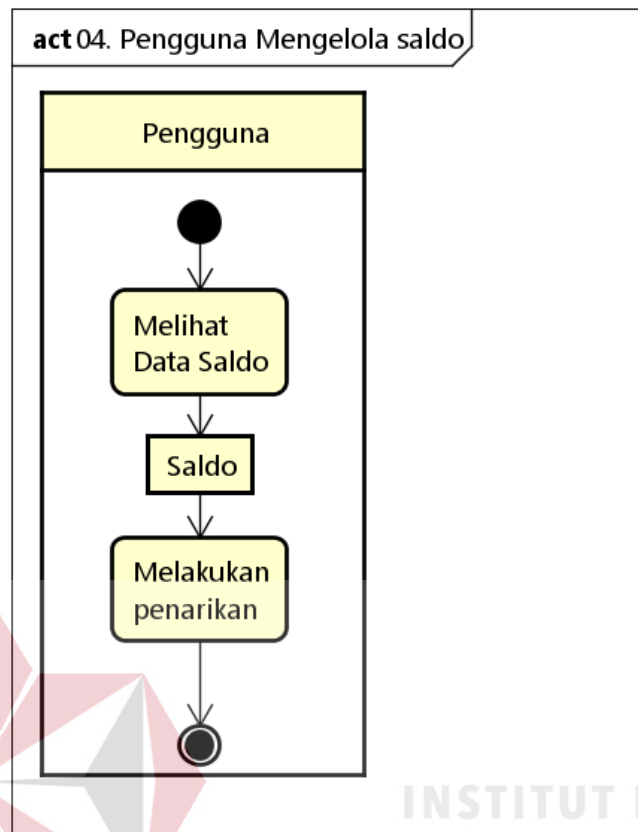 act 04. Pengguna Mengelola saldo
Pengguna
Melihat
Data Saldo
Saldo
Melakukan
penarikan
INSTITUT